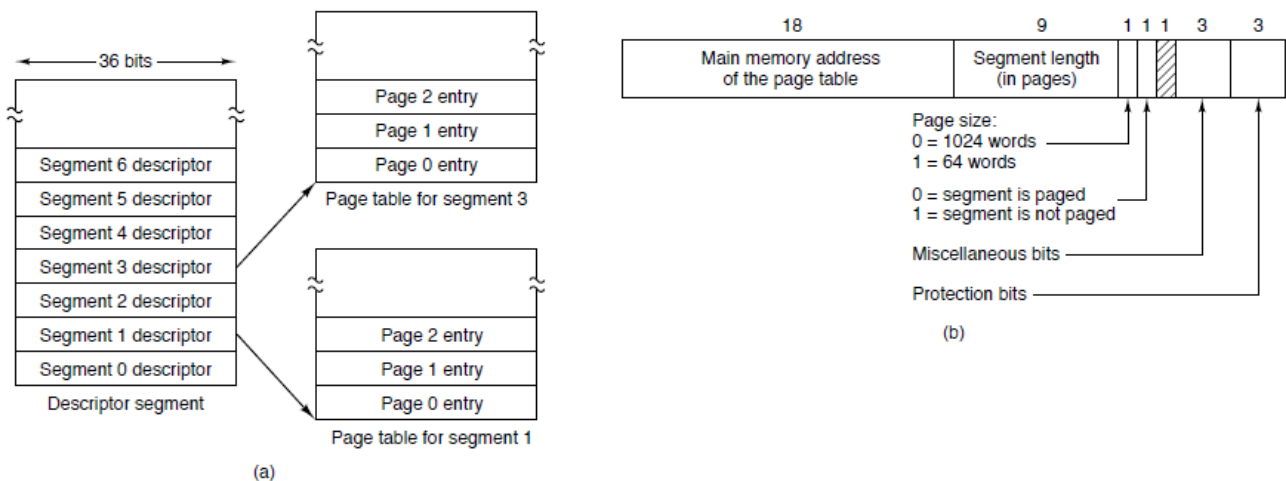 36 bits
Segment 6 descriptor
Segment 5 descriptor
Segment 4 descriptor
Segment 3 descriptor
Segment 2 descriptor
Segment 1 descriptor
Segment 0 descriptor
Descriptor segment
Page 2 entry
Page 1 entry
Page 0 entry
Page table for segment 3
Page 2 entry
Page 1 entry
Page 0 entry
Page table for segment 1
(a)
18 9 1 1 1 3 3
Main memory address
of the page table
Segment length
(in pages)
Page size:
0 = 1024 words
1 = 64 words
0 = segment is paged
1 = segment is not paged
Miscellaneous bits
Protection bits
(b)